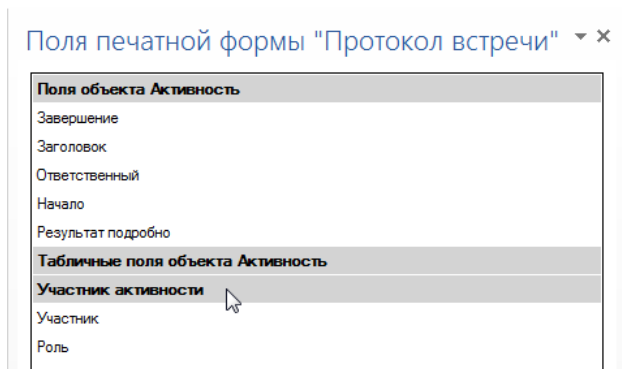 Поля печатной формы "Протокол встречи"
Поля объекта Активность
Завершение
Заголовок
Ответственный
Начало
Результат подробно
Табличные поля объекта Активность
Участник активности
Участник
Роль